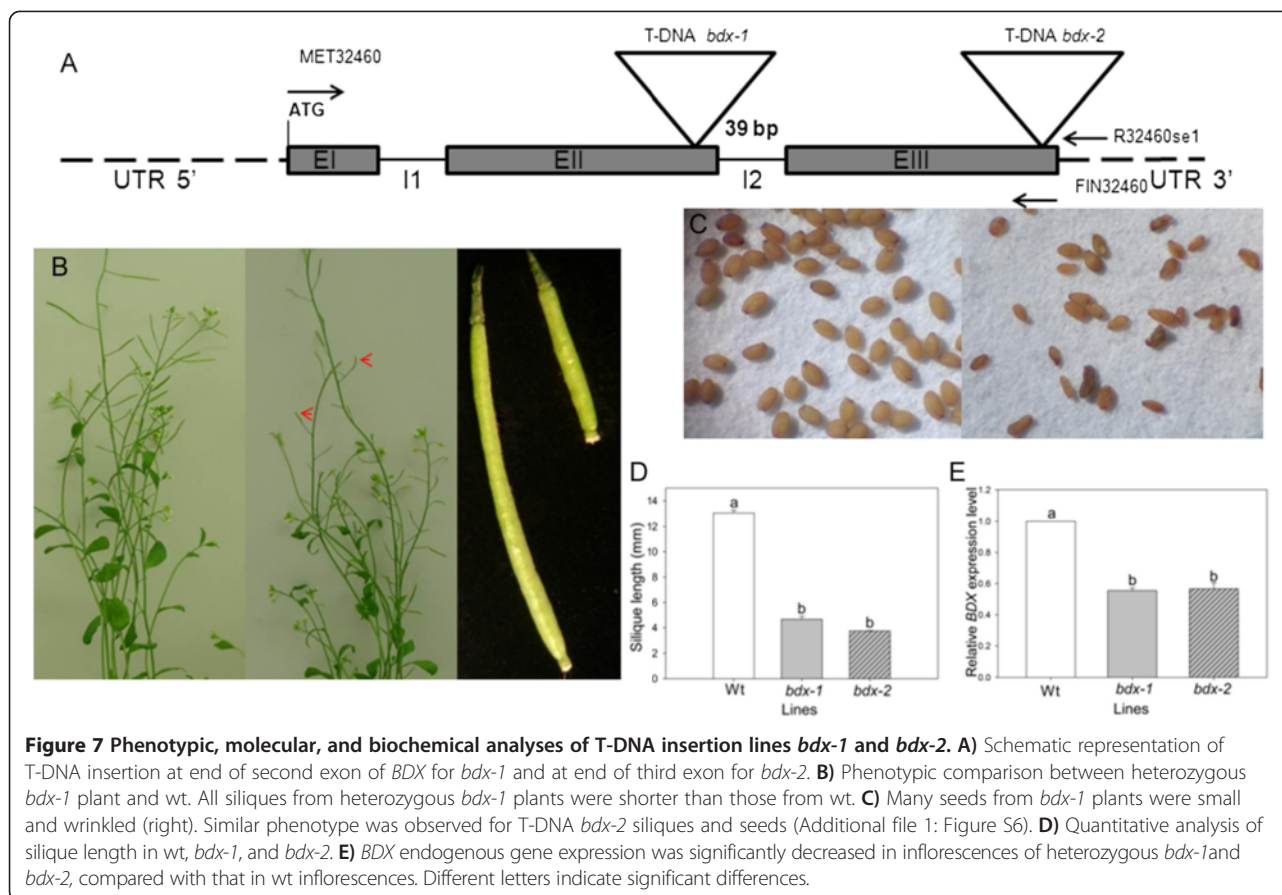 A
MET32460
ATG
T-DNA bdx-1
T-DNA bdx-2
39 bp
R32460se1
EI
EII
EIII
UTR 5’
I1
I2
FIN32460
UTR 3’
B
C
D
Silique length (mm)
14
12
10
8
6
4
2
0
a
b
b
Wt
bdx-1
bdx-2
Lines
E
Relative BDX expression level
1.2
1.0
0.8
0.6
0.4
0.2
0.0
a
b
b
Wt
bdx-1
bdx-2
Lines
Figure 7 Phenotypic, molecular, and biochemical analyses of T-DNA insertion lines bdx-1 and bdx-2. A) Schematic representation of
T-DNA insertion at end of second exon of BDX for bdx-1 and at end of third exon for bdx-2. B) Phenotypic comparison between heterozygous
bdx-1 plant and wt. All siliques from heterozygous bdx-1 plants were shorter than those from wt. C) Many seeds from bdx-1 plants were small
and wrinkled (right). Similar phenotype was observed for T-DNA bdx-2 siliques and seeds (Additional file 1: Figure S6). D) Quantitative analysis of
silique length in wt, bdx-1, and bdx-2. E) BDX endogenous gene expression was significantly decreased in inflorescences of heterozygous bdx-1and
bdx-2, compared with that in wt inflorescences. Different letters indicate significant differences.